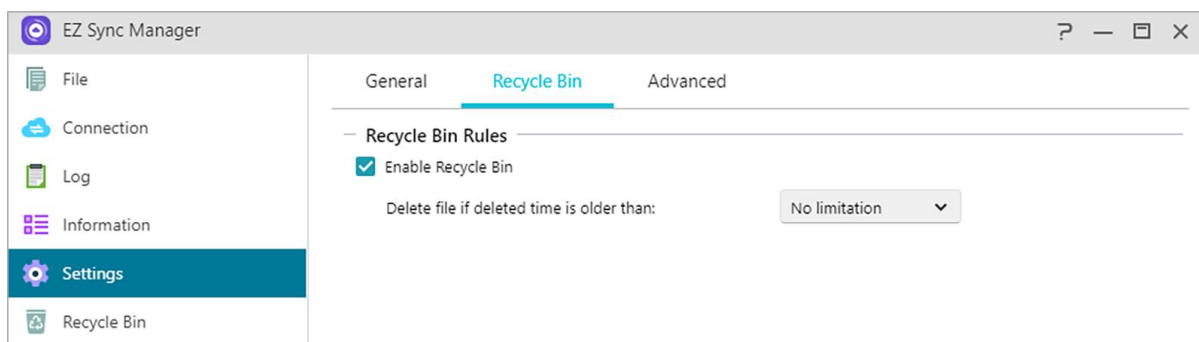 EZ Sync Manager
File
Connection
Log
Information
Settings
Recycle Bin
General Recycle Bin Advanced
Recycle Bin Rules
Enable Recycle Bin
Delete file if deleted time is older than: No limitation